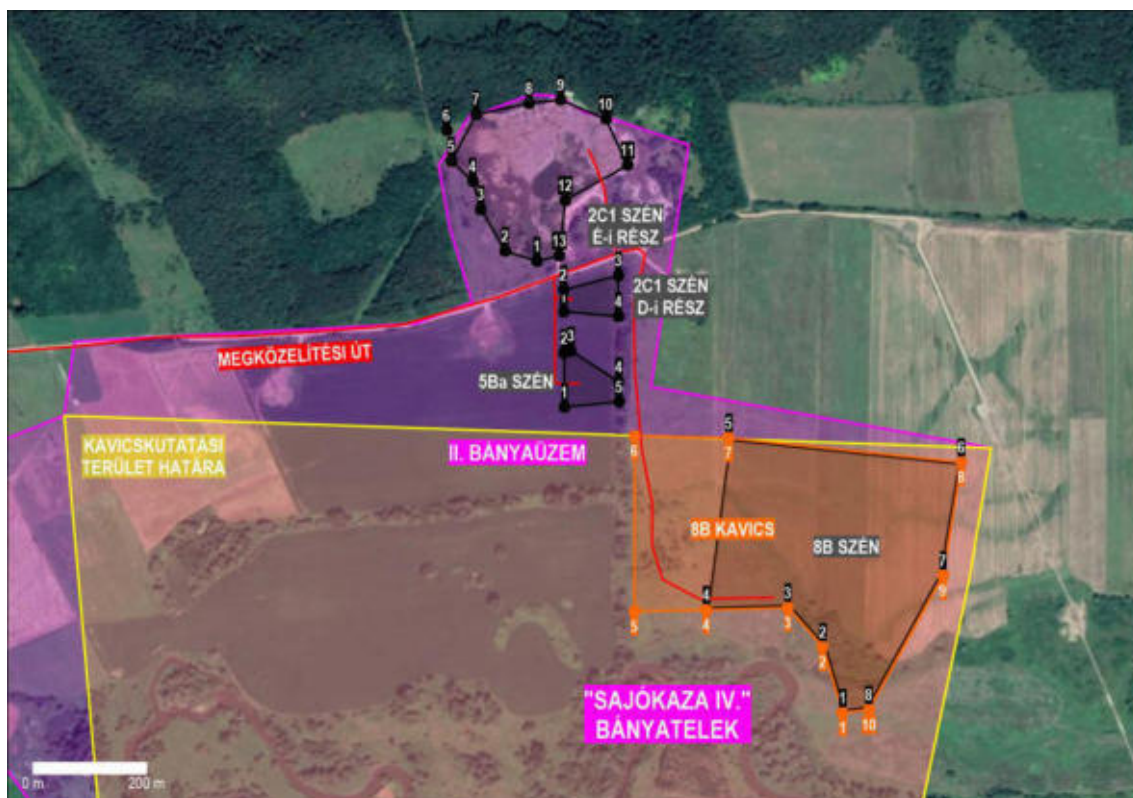 9
8
7
10
6
5
11
4
12
3
2C1 SZÉN
É-i RÉSZ
2
1
13
3
2
2C1 SZÉN
D-i RÉSZ
1
4
MEGKÖZELÍTÉSI ÚT
2
3
5Ba SZÉN
4
1
5
KAVICSKUTATÁSI
TERÜLET HATÁRA
II. BÁNYAÜZEM
6
5
7
6
8
8B KAVICS
8B SZÉN
7
9
4
3
5
4
3
2
2
"SAJÓKAZA IV."
BÁNYATELEK
1
8
1
10
0 m
200 m